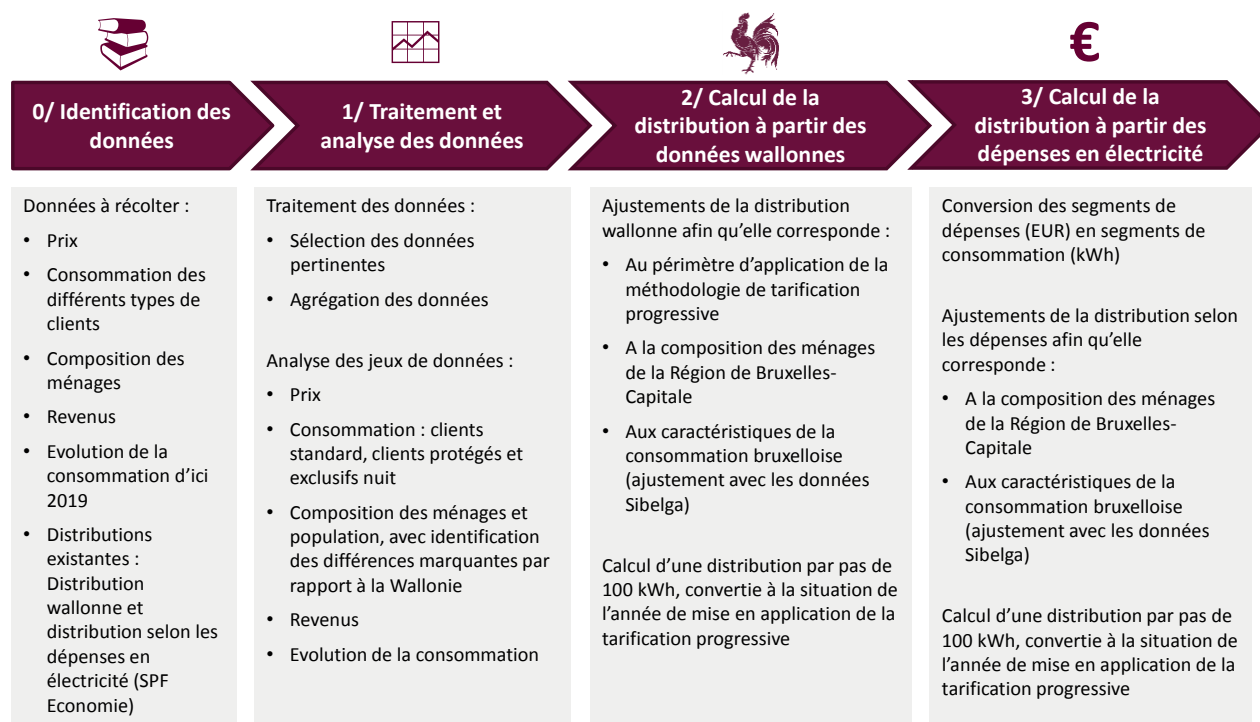 €
0/ Identification des
données
1/ Traitement et
analyse des données
2/ Calcul de la
distribution à partir des
données wallonnes
3/ Calcul de la
distribution à partir des
dépenses en électricité
Données à récolter :
• Prix
• Consommation des
différents types de
clients
• Composition des
ménages
• Revenus
• Evolution de la
consommation d'ici
2019
• Distributions
existantes :
Distribution
wallonne et
distribution selon les
dépenses en
électricité (SPF
Economie)
Traitement des données :
• Sélection des données
pertinentes
• Agrégation des données
Analyse des jeux de données :
• Prix
• Consommation : clients
standard, clients protégés et
exclusifs nuit
• Composition des ménages et
population, avec identification
des différences marquantes par
rapport à la Wallonie
• Revenus
• Evolution de la consommation
Ajustements de la distribution
wallonne afin qu'elle corresponde :
• Au périmètre d'application de la
méthodologie de tarification
progressive
• A la composition des ménages
de la Région de Bruxelles-
Capitale
• Aux caractéristiques de la
consommation bruxelloise
(ajustement avec les données
Sibelga)
Calcul d'une distribution par pas de
100 kWh, convertie à la situation de
l'année de mise en application de la
tarification progressive
Conversion des segments de
dépenses (EUR) en segments de
consommation (kWh)
Ajustements de la distribution selon
les dépenses afin qu'elle
corresponde :
• A la composition des ménages
de la Région de Bruxelles-
Capitale
• Aux caractéristiques de la
consommation bruxelloise
(ajustement avec les données
Sibelga)
Calcul d'une distribution par pas de
100 kWh, convertie à la situation de
l'année de mise en application de la
tarification progressive